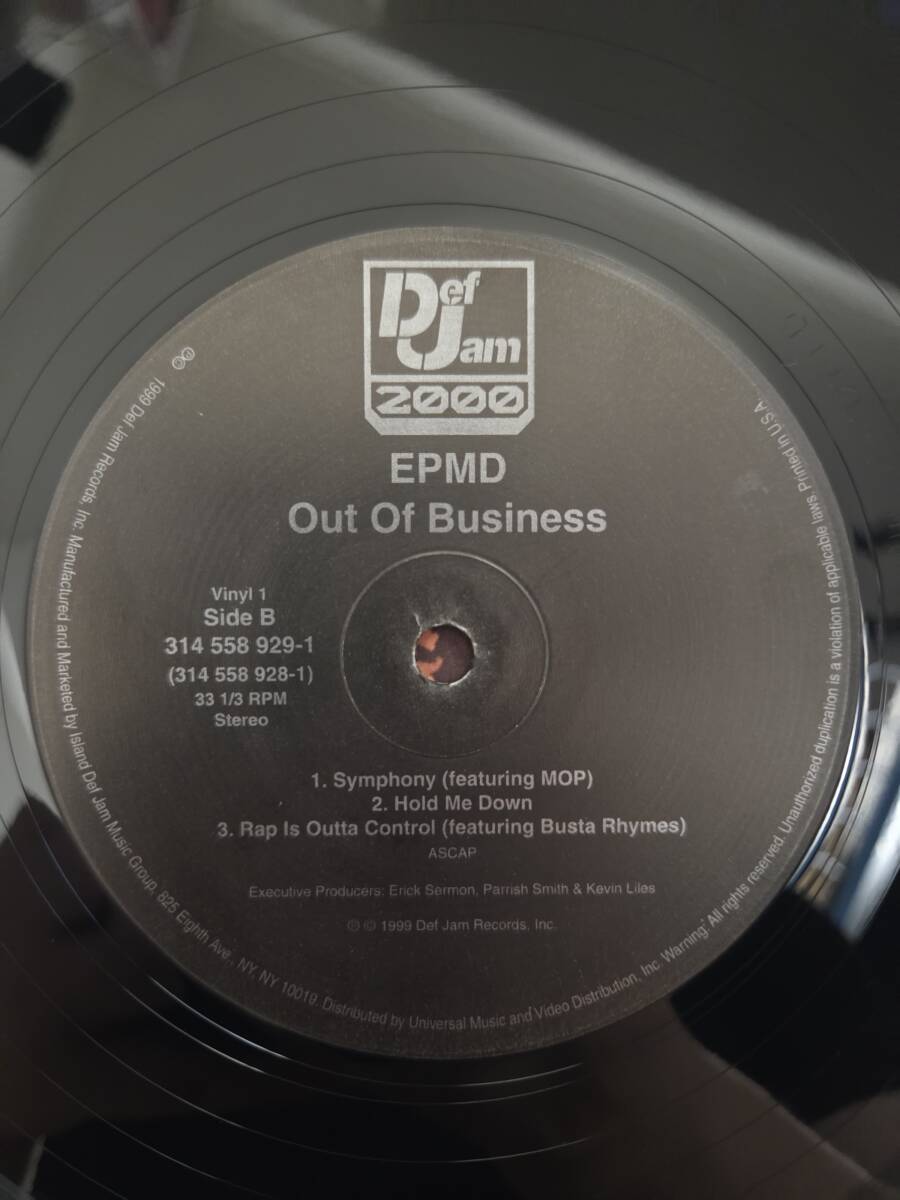 Def
Jam
2000
EPMD
Out Of Business
Vinyl 1
Side B
314 558 929-1
(314 558 928-1)
33 1/3 RPM
Stereo
1. Symphony (featuring MOP)
2. Hold Me Down
3. Rap Is Outta Control (featuring Busta Rhymes)
ASCAP
Executive Producers: Erick Sermon, Parrish Smith & Kevin Liles
℗ © 1999 Def Jam Records, Inc.
℗© 1999 Def Jam Records, Inc. Manufactured and Marketed by Island Def Jam Music Group, 825 Eighth Ave., NY, NY 10019. Distributed by Universal Music and Video Distribution, Inc. Warning: All rights reserved. Unauthorized duplication is a violation of applicable laws. Printed in U.S.A.